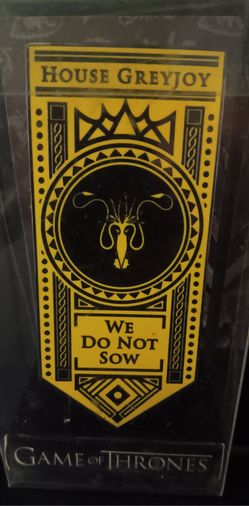 HOUSE GREYJOY
WE
DO NOT
SOW
GAME OF THRONES